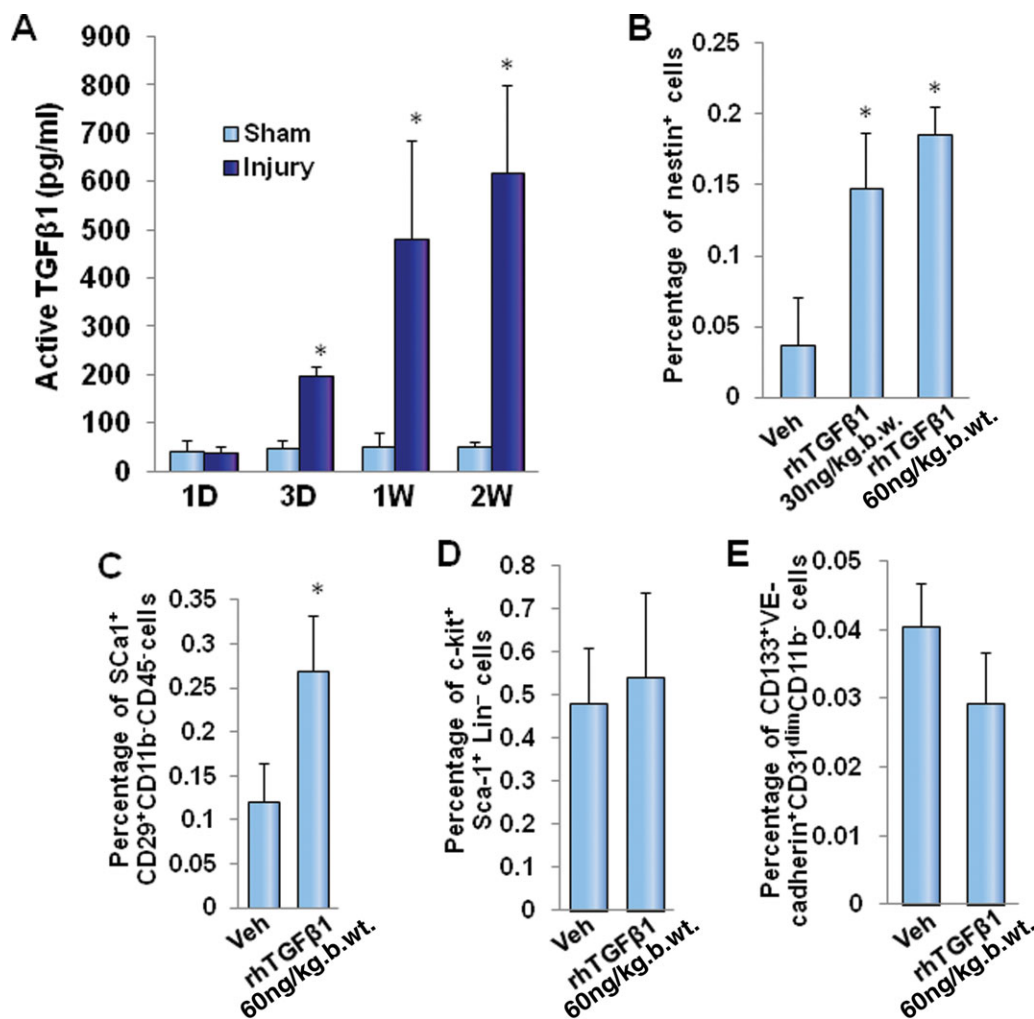 A
Active TGFβ1 (pg/ml)
900
800
700
600
500
400
300
200
100
0
Sham
Injury
*
*
*
1D 3D 1W 2W
B
Percentage of nestin⁺ cells
0.25
0.2
0.15
0.1
0.05
0
*
*
Veh
rhTGFβ1
30ng/kg.b.w.
rhTGFβ1
60ng/kg.b.wt.
C
Percentage of SCa1⁺
CD29⁺CD11b⁻CD45⁻cells
0.35
0.3
0.25
0.2
0.15
0.1
0.05
0
*
Veh
rhTGFβ1
60ng/kg.b.wt.
D
Percentage of c-kit⁺
Sca-1⁺ Lin⁻ cells
0.8
0.7
0.6
0.5
0.4
0.3
0.2
0.1
0
Veh
rhTGFβ1
60ng/kg.b.wt.
E
Percentage of CD133⁺VE-
cadherin⁺CD31ᵈⁱᵐCD11b⁻ cells
0.05
0.04
0.03
0.02
0.01
0
Veh
rhTGFβ1
60ng/kg.b.wt.